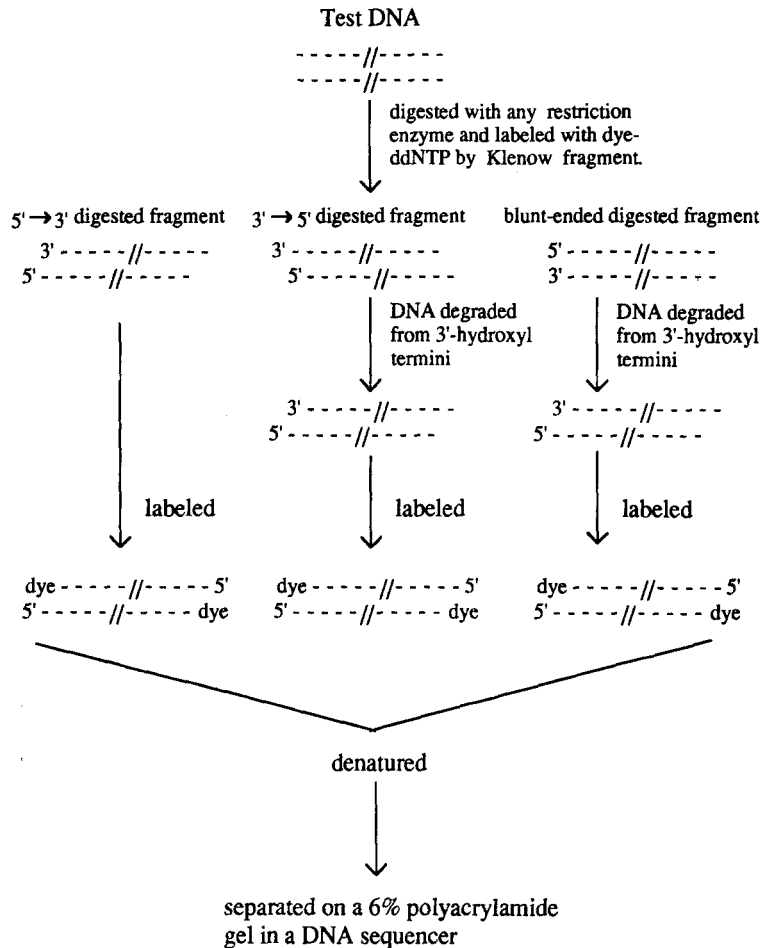 Test DNA
- - - - - - -//- - - - - -
- - - - - - -//- - - - - -
digested with any restriction
enzyme and labeled with dye-
ddNTP by Klenow fragment.
5' → 3' digested fragment
3' - - - - - -//- - - - - -
5'- - - - - -//- - - - - -
3' → 5' digested fragment
3' - - - - - -//- - - - - -
5'- - - - - -//- - - - - -
blunt-ended digested fragment
5' - - - - - -//- - - - - -
3' - - - - - -//- - - - - -
DNA degraded
from 3'-hydroxyl
termini
DNA degraded
from 3'-hydroxyl
termini
3' - - - - - -//- - - - - -
5'- - - - - -//- - - - - -
3' - - - - - -//- - - - - -
5'- - - - - -//- - - - - -
labeled
labeled
labeled
dye - - - - - -//- - - - - - 5'
5'- - - - - -//- - - - - - dye
dye - - - - - -//- - - - - - 5'
5'- - - - - -//- - - - - - dye
dye - - - - - -//- - - - - - 5'
5'- - - - - -//- - - - - - dye
denatured
separated on a 6% polyacrylamide
gel in a DNA sequencer